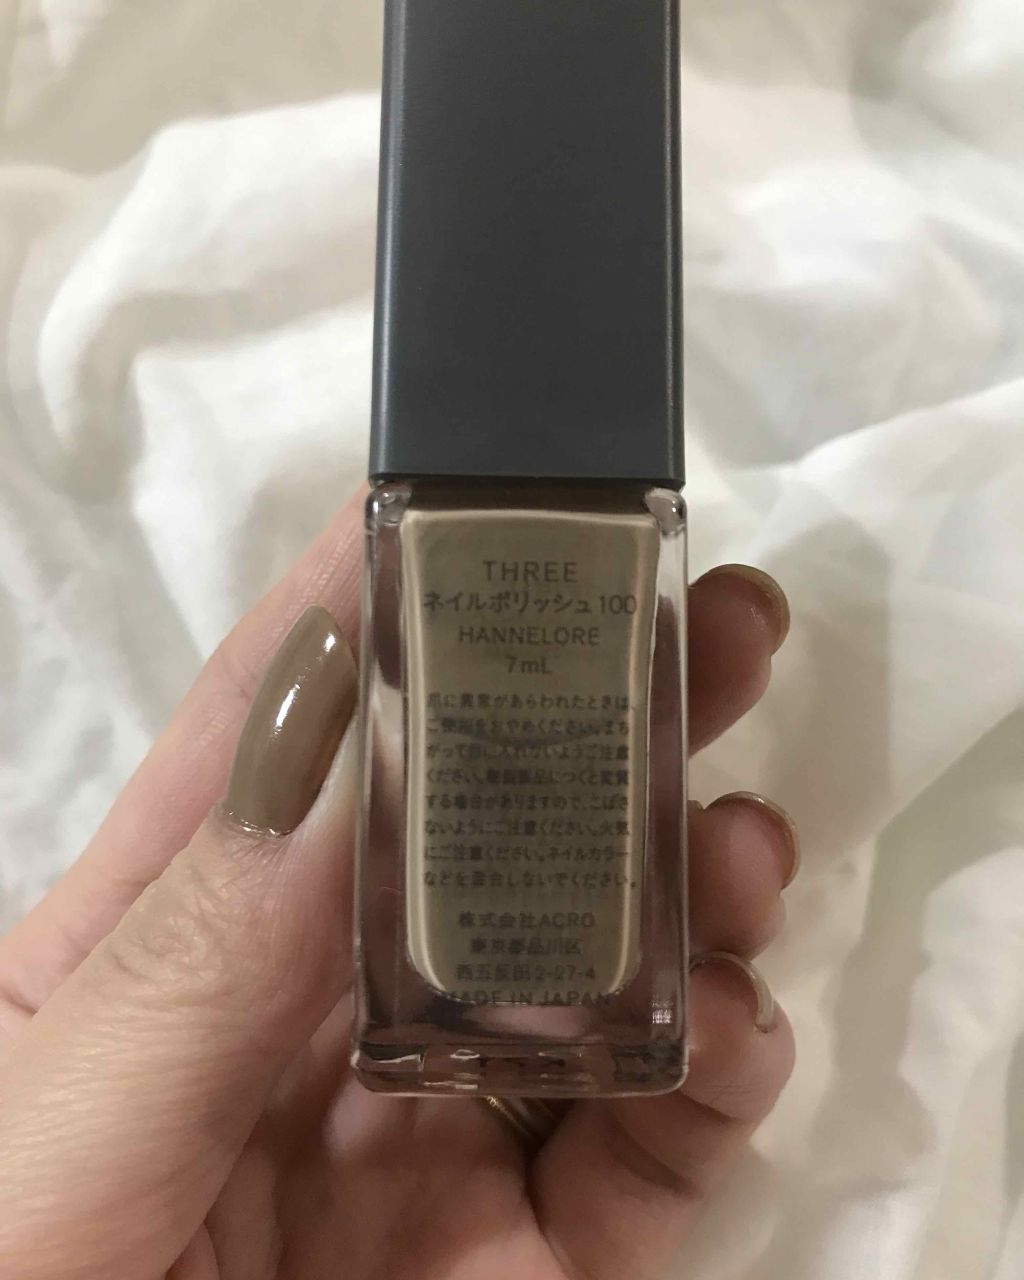 THREE
ネイルポリッシュ100
HANNELORE
7mL
爪に異常があらわれたときは、
ご使用をおやめください。まち
がって目に入れないようご注意
ください。樹脂製品につくと変質
する場合がありますので、こぼさ
ないようにご注意ください。火気
にご注意ください。ネイルカラー
などを混合しないでください。
株式会社ACRO
東京都品川区
西五反田2-27-4
MADE IN JAPAN